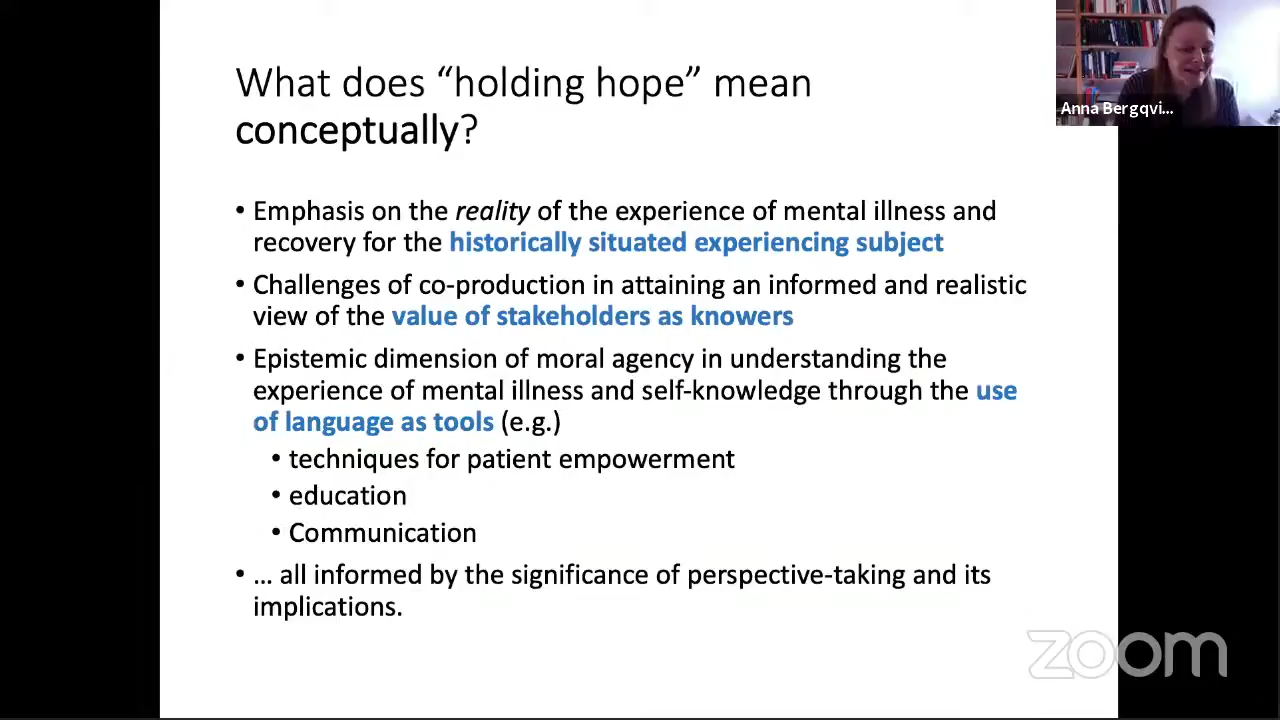 What does “holding hope” mean
conceptually?
Anna Bergqvi...
• Emphasis on the reality of the experience of mental illness and
recovery for the historically situated experiencing subject
• Challenges of co-production in attaining an informed and realistic
view of the value of stakeholders as knowers
• Epistemic dimension of moral agency in understanding the
experience of mental illness and self-knowledge through the use
of language as tools (e.g.)
• techniques for patient empowerment
• education
• Communication
• … all informed by the significance of perspective-taking and its
implications.
zoom